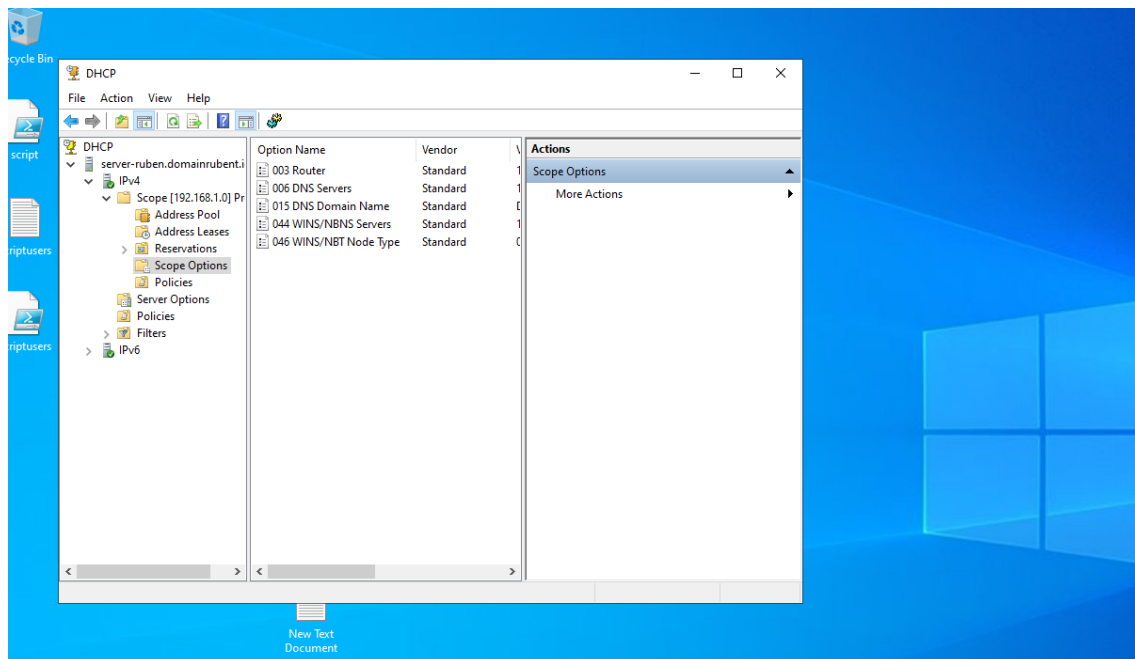 ecycle Bin
script
riptusers
riptusers
DHCP
File Action View Help
DHCP
server-ruben.domainrubent.i
IPv4
Scope [192.168.1.0] Pr
Address Pool
Address Leases
Reservations
Scope Options
Policies
Server Options
Policies
Filters
IPv6
Option Name Vendor
003 Router Standard
006 DNS Servers Standard
015 DNS Domain Name Standard
044 WINS/NBNS Servers Standard
046 WINS/NBT Node Type Standard
Actions
Scope Options
More Actions
New Text
Document